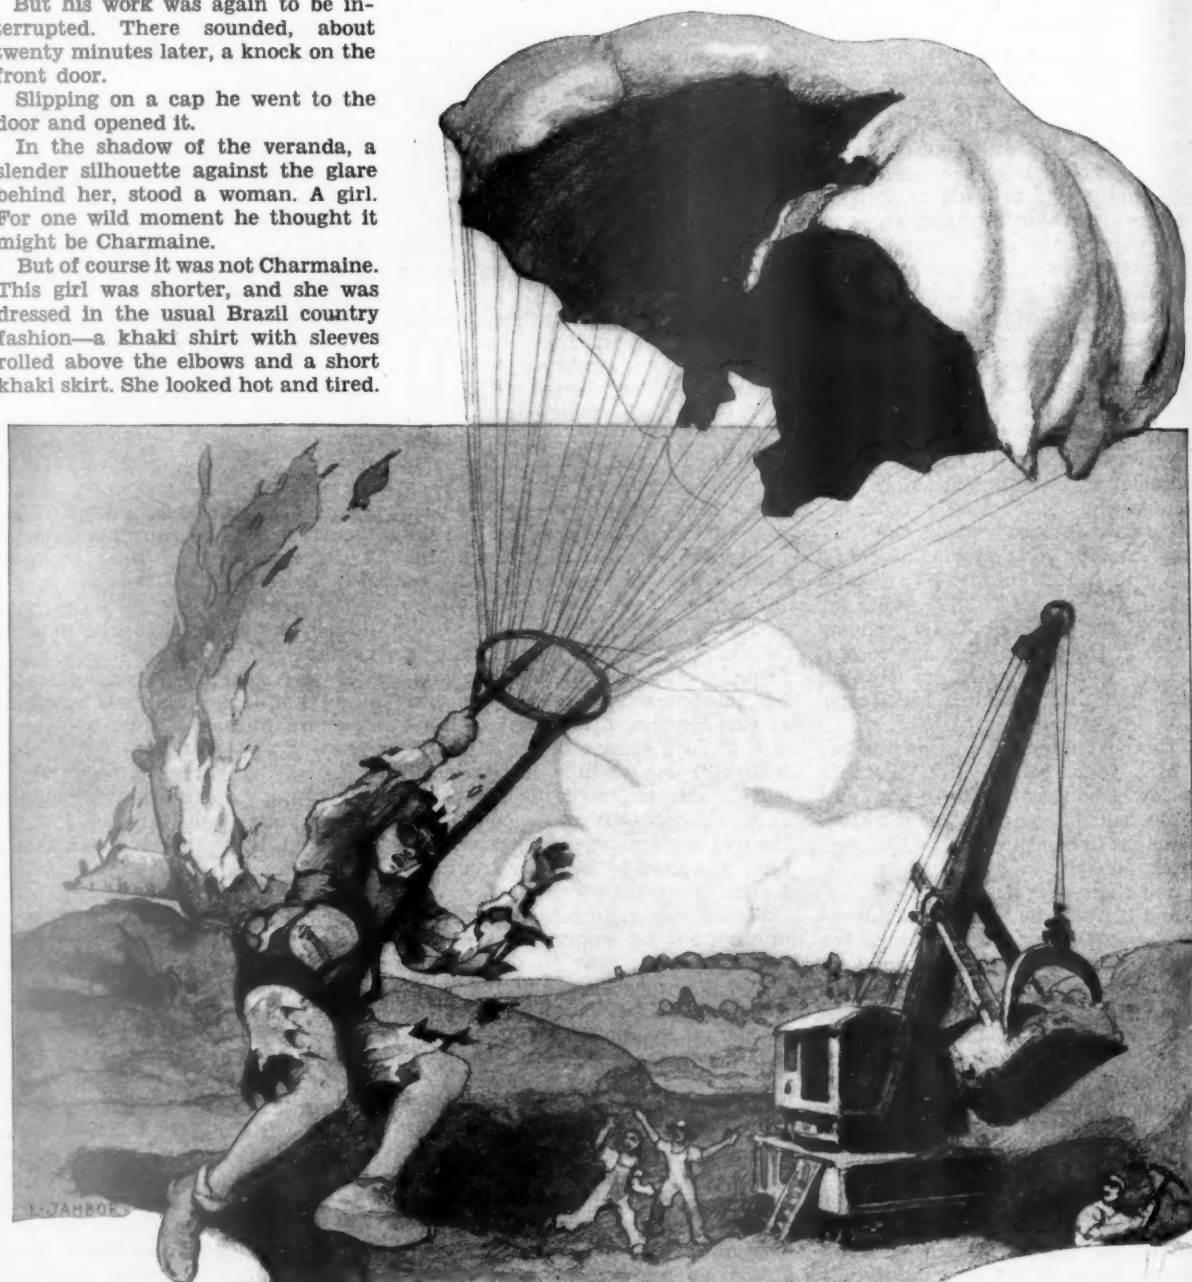 But his work was again to be in-
terrupted. There sounded, about
twenty minutes later, a knock on the
front door.
Slipping on a cap he went to the
door and opened it.
In the shadow of the veranda, a
slender silhouette against the glare
behind her, stood a woman. A girl.
For one wild moment he thought it
might be Charmaine.
But of course it was not Charmaine.
This girl was shorter, and she was
dressed in the usual Brazil country
fashion—a khaki shirt with sleeves
rolled above the elbows and a short
khaki skirt. She looked hot and tired.
L·JAMBOR